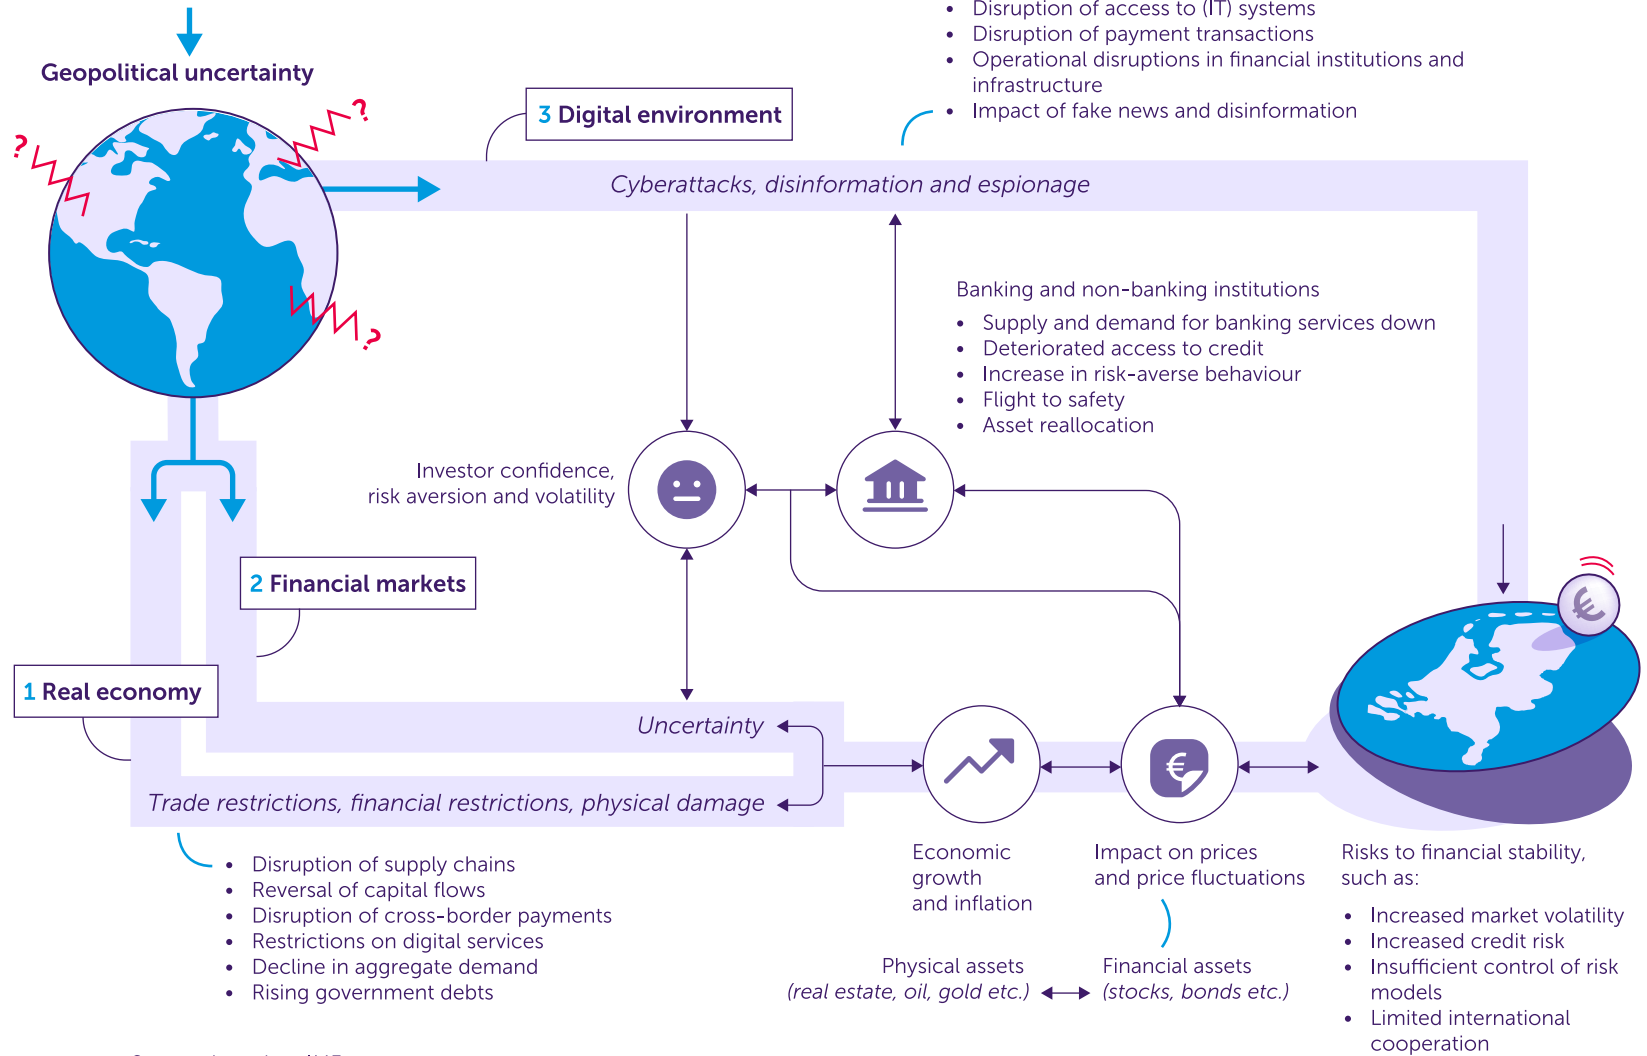 Geopolitical uncertainty
?
?
?
• Disruption of access to (IT) systems
• Disruption of payment transactions
• Operational disruptions in financial institutions and
infrastructure
• Impact of fake news and disinformation
3 Digital environment
Cyberattacks, disinformation and espionage
Banking and non-banking institutions
• Supply and demand for banking services down
• Deteriorated access to credit
• Increase in risk-averse behaviour
• Flight to safety
• Asset reallocation
Investor confidence,
risk aversion and volatility
2 Financial markets
1 Real economy
Uncertainty
Trade restrictions, financial restrictions, physical damage
€
€
• Disruption of supply chains
• Reversal of capital flows
• Disruption of cross-border payments
• Restrictions on digital services
• Decline in aggregate demand
• Rising government debts
Economic
growth
and inflation
Impact on prices
and price fluctuations
Physical assets
(real estate, oil, gold etc.)
Financial assets
(stocks, bonds etc.)
Risks to financial stability,
such as:
• Increased market volatility
• Increased credit risk
• Insufficient control of risk
models
• Limited international
cooperation